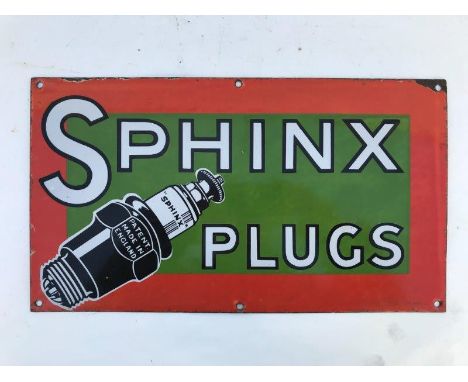 SPHINX
PLUGS
SPHINX
PATENT
MADE IN
ENGLAND